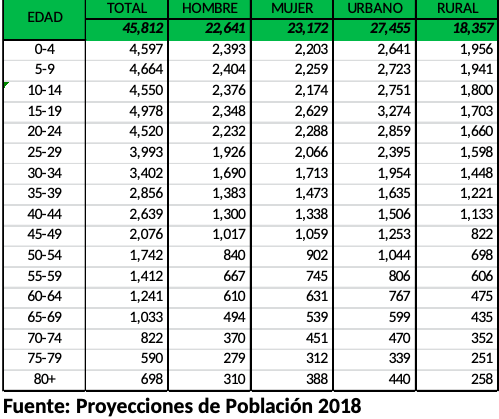 EDAD TOTAL HOMBRE MUJER URBANO RURAL
45,812 22,641 23,172 27,455 18,357
0-4 4,597 2,393 2,203 2,641 1,956
5-9 4,664 2,404 2,259 2,723 1,941
10-14 4,550 2,376 2,174 2,751 1,800
15-19 4,978 2,348 2,629 3,274 1,703
20-24 4,520 2,232 2,288 2,859 1,660
25-29 3,993 1,926 2,066 2,395 1,598
30-34 3,402 1,690 1,713 1,954 1,448
35-39 2,856 1,383 1,473 1,635 1,221
40-44 2,639 1,300 1,338 1,506 1,133
45-49 2,076 1,017 1,059 1,253 822
50-54 1,742 840 902 1,044 698
55-59 1,412 667 745 806 606
60-64 1,241 610 631 767 475
65-69 1,033 494 539 599 435
70-74 822 370 451 470 352
75-79 590 279 312 339 251
80+ 698 310 388 440 258
Fuente: Proyecciones de Población 2018